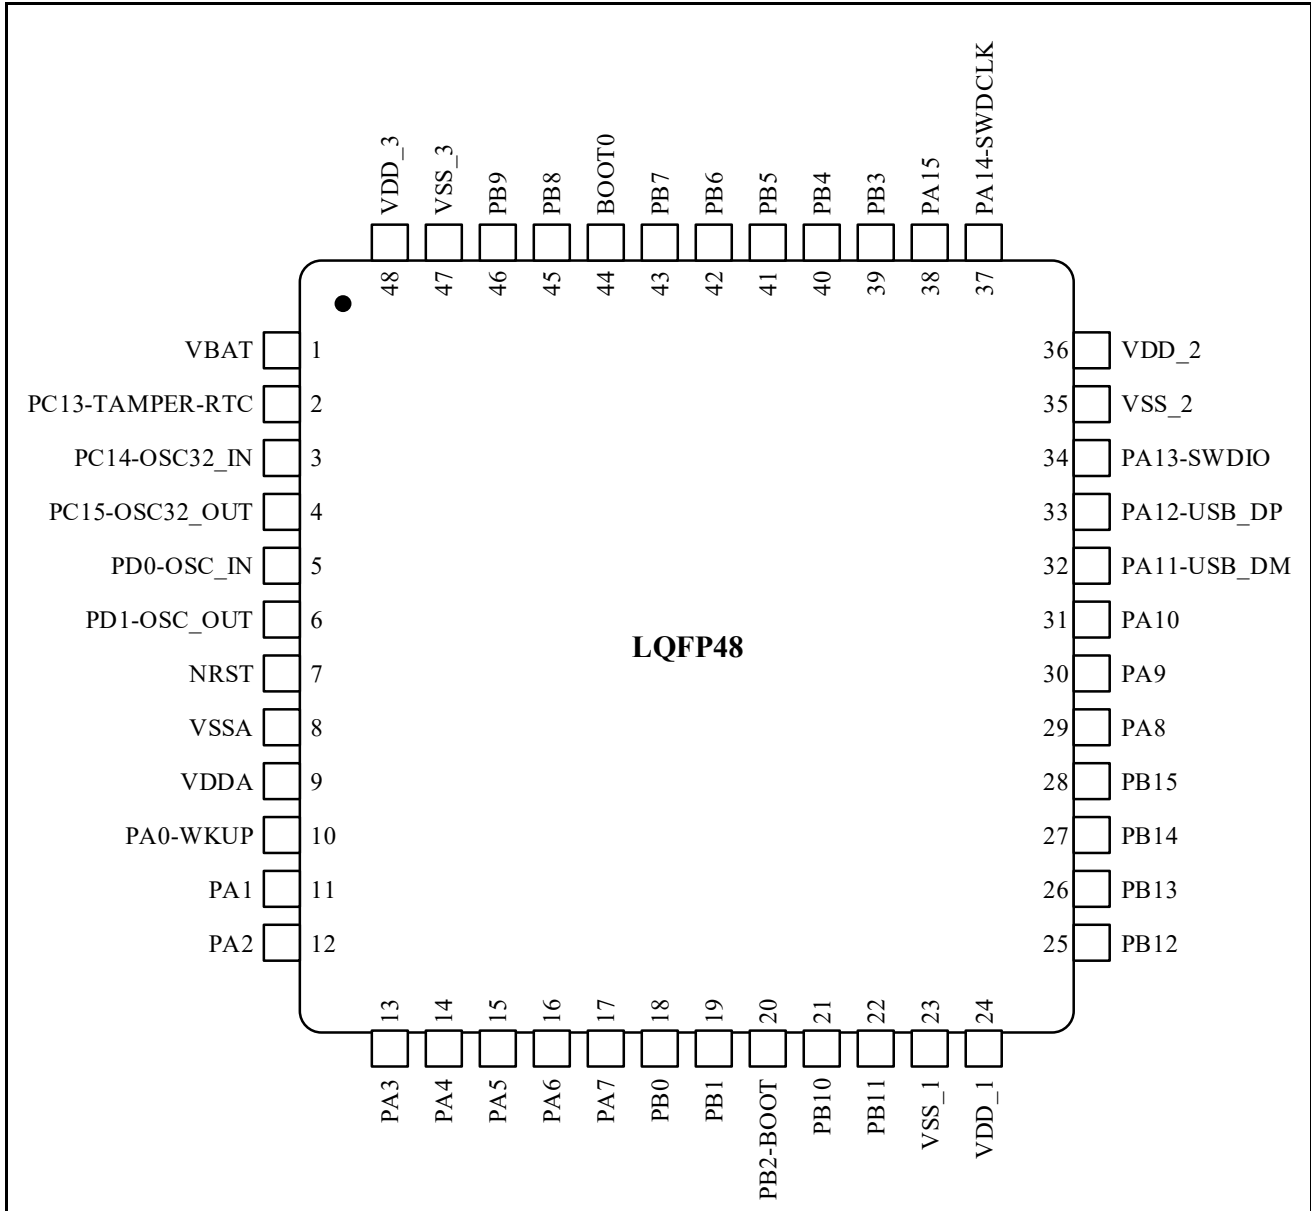 VDD_3
VSS_3
PB9
PB8
BOOT0
PB7
PB6
PB5
PB4
PB3
PA15
PA14-SWDCLK
48
47
46
45
44
43
42
41
40
39
38
37
VBAT 1
PC13-TAMPER-RTC 2
PC14-OSC32_IN 3
PC15-OSC32_OUT 4
PD0-OSC_IN 5
PD1-OSC_OUT 6
NRST 7
VSSA 8
VDDA 9
PA0-WKUP 10
PA1 11
PA2 12
LQFP48
36 VDD_2
35 VSS_2
34 PA13-SWDIO
33 PA12-USB_DP
32 PA11-USB_DM
31 PA10
30 PA9
29 PA8
28 PB15
27 PB14
26 PB13
25 PB12
13
14
15
16
17
18
19
20
21
22
23
24
PA3
PA4
PA5
PA6
PA7
PB0
PB1
PB2-BOOT
PB10
PB11
VSS_1
VDD_1